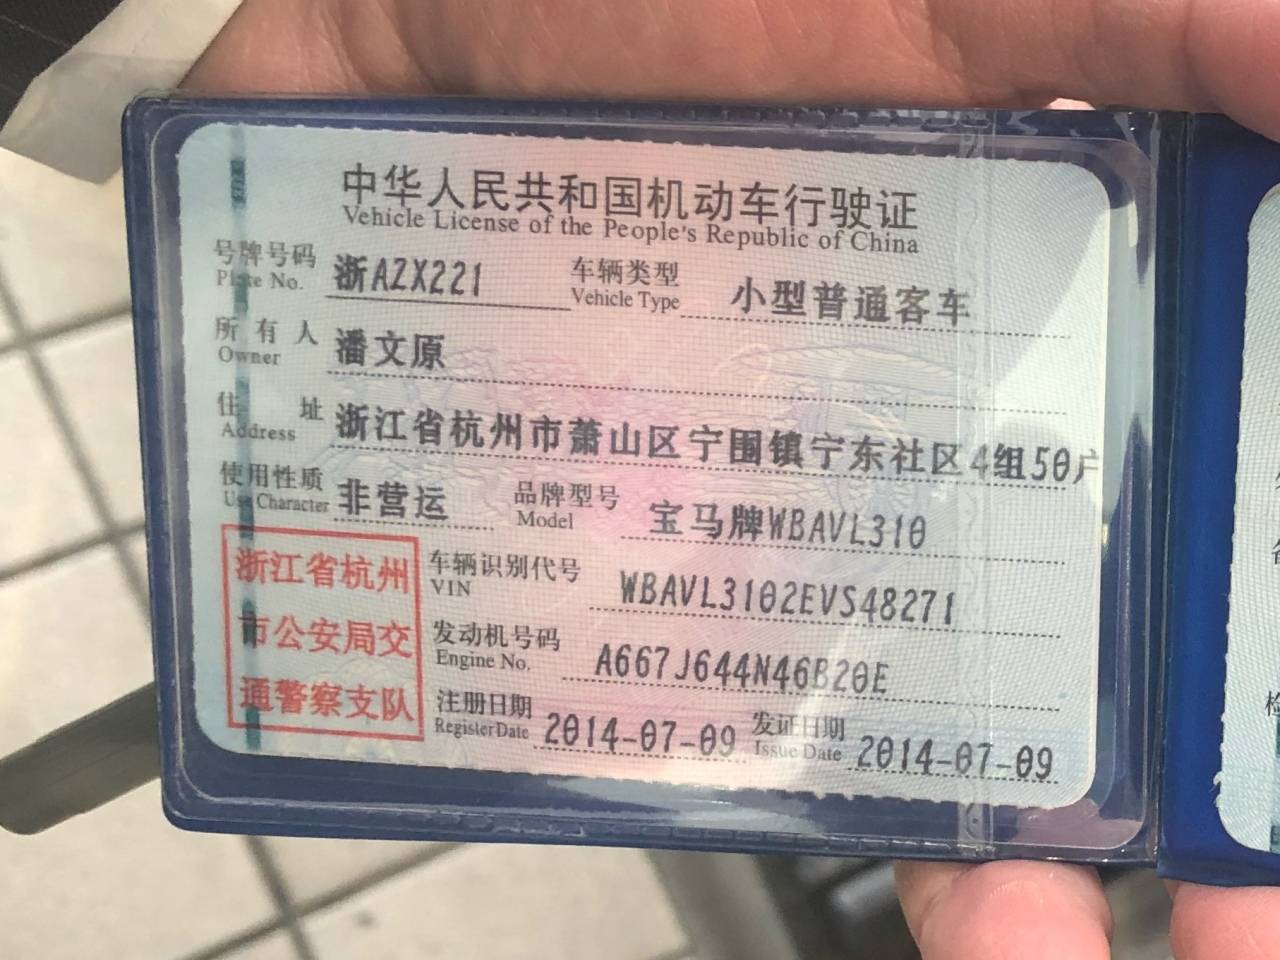 中华人民共和国机动车行驶证
Vehicle License of the People's Republic of China
号牌号码 浙AZX221 车辆类型 小型普通客车
Plate No. Vehicle Type
所有人 潘文原
Owner
住址 浙江省杭州市萧山区宁围镇宁东社区4组50户
Address
使用性质 非营运 品牌型号 宝马牌WBAVL310
Use Character Model
浙江省杭州
市公安局交
通警察支队
车辆识别代号 WBAVL3102EVS48271
VIN
发动机号码 A667J644N46B20E
Engine No.
注册日期 2014-07-09 发证日期 2014-07-09
Register Date Issue Date